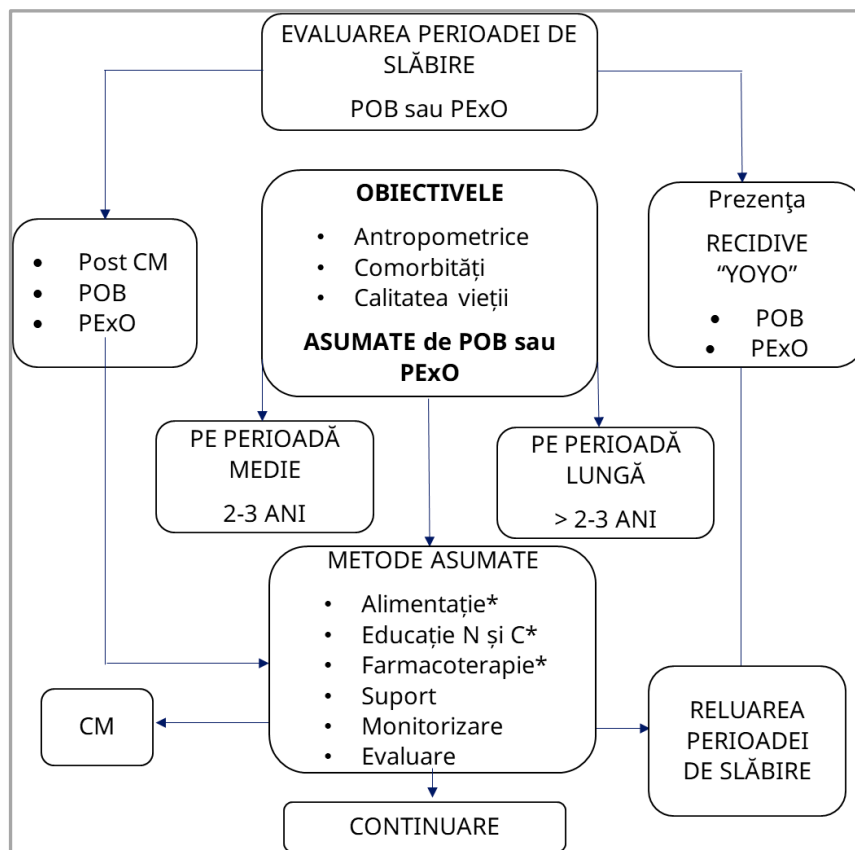 EVALUAREA PERIOADEI DE
SLĂBIRE
POB sau PExO
• Post CM
• POB
• PExO
OBIECTIVELE
• Antropometrice
• Comorbități
• Calitatea vieții
ASUMATE de POB sau
PExO
Prezenţa
RECIDIVE
“YOYO”
• POB
• PExO
PE PERIOADĂ
MEDIE
2-3 ANI
PE PERIOADĂ
LUNGĂ
> 2-3 ANI
METODE ASUMATE
• Alimentație*
• Educație N și C*
• Farmacoterapie*
• Suport
• Monitorizare
• Evaluare
CM
RELUAREA
PERIOADEI
DE SLĂBIRE
CONTINUARE